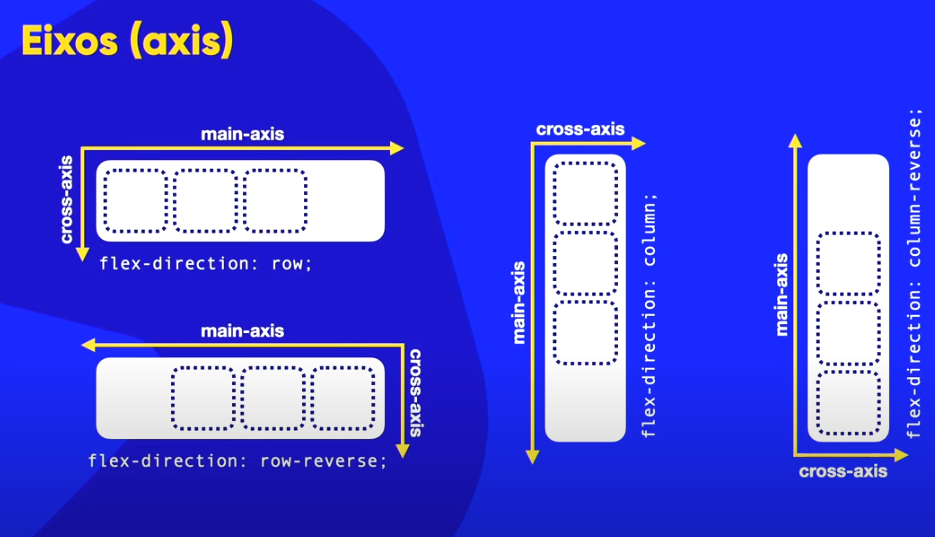 Eixos (axis)
main-axis
cross-axis
flex-direction: row;
main-axis
cross-axis
flex-direction: row-reverse;
cross-axis
main-axis
flex-direction: column;
main-axis
cross-axis
flex-direction: column-reverse;